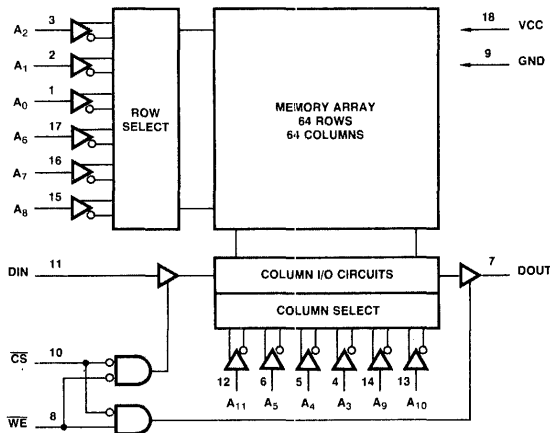 A2 3
A1 2
A0 1
A6 17
A7 16
A8 15
ROW
SELECT
MEMORY ARRAY
64 ROWS
64 COLUMNS
18 VCC
9 GND
DIN 11
COLUMN I/O CIRCUITS
COLUMN SELECT
7 DOUT
C̅S̅ 10
W̅E̅ 8
12 6 5 4 14 13
A11 A5 A4 A3 A9 A10